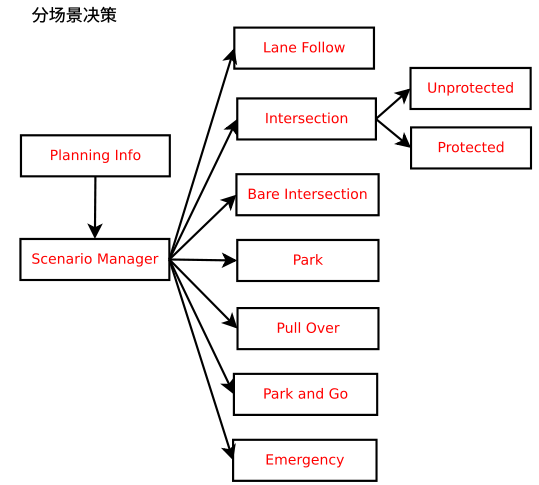 分场景决策
Lane Follow
Intersection
Unprotected
Protected
Planning Info
Bare Intersection
Scenario Manager
Park
Pull Over
Park and Go
Emergency